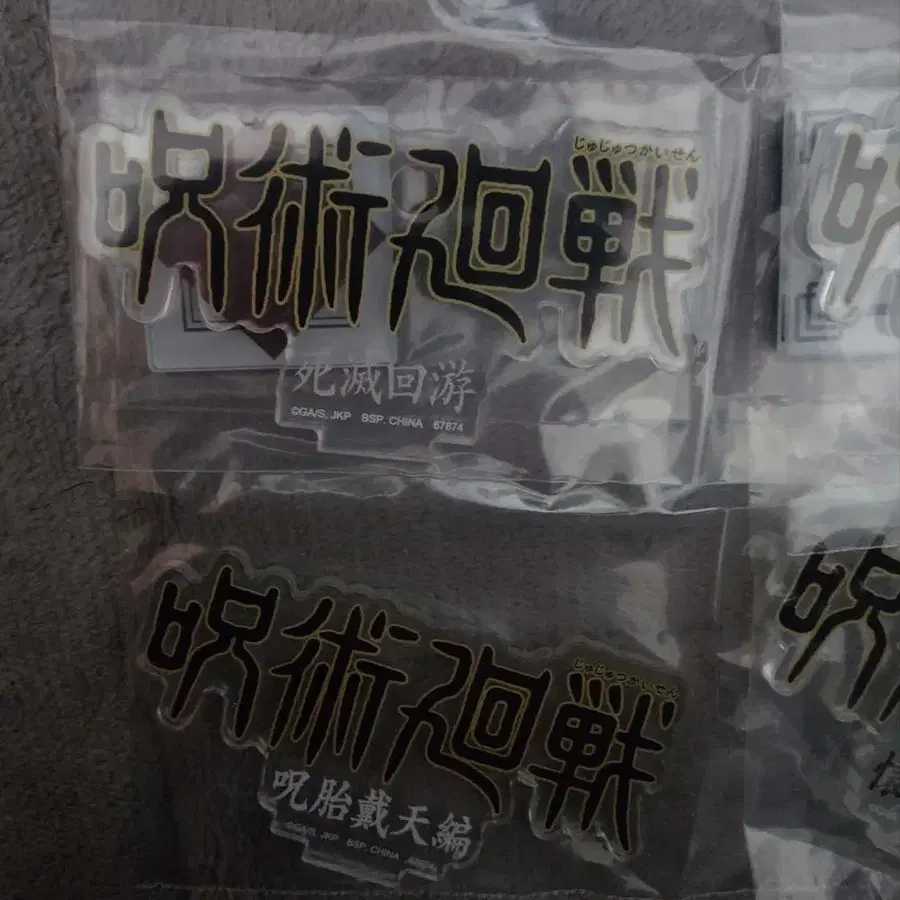 じゅじゅつかいせん
呪術廻戦
死滅回游
©GA/S, JKP BSP, CHINA 67874
じゅじゅつかいせん
呪術廻戦
呪胎戴天編
©GA/S, JKP BSP, CHINA
呪
懐